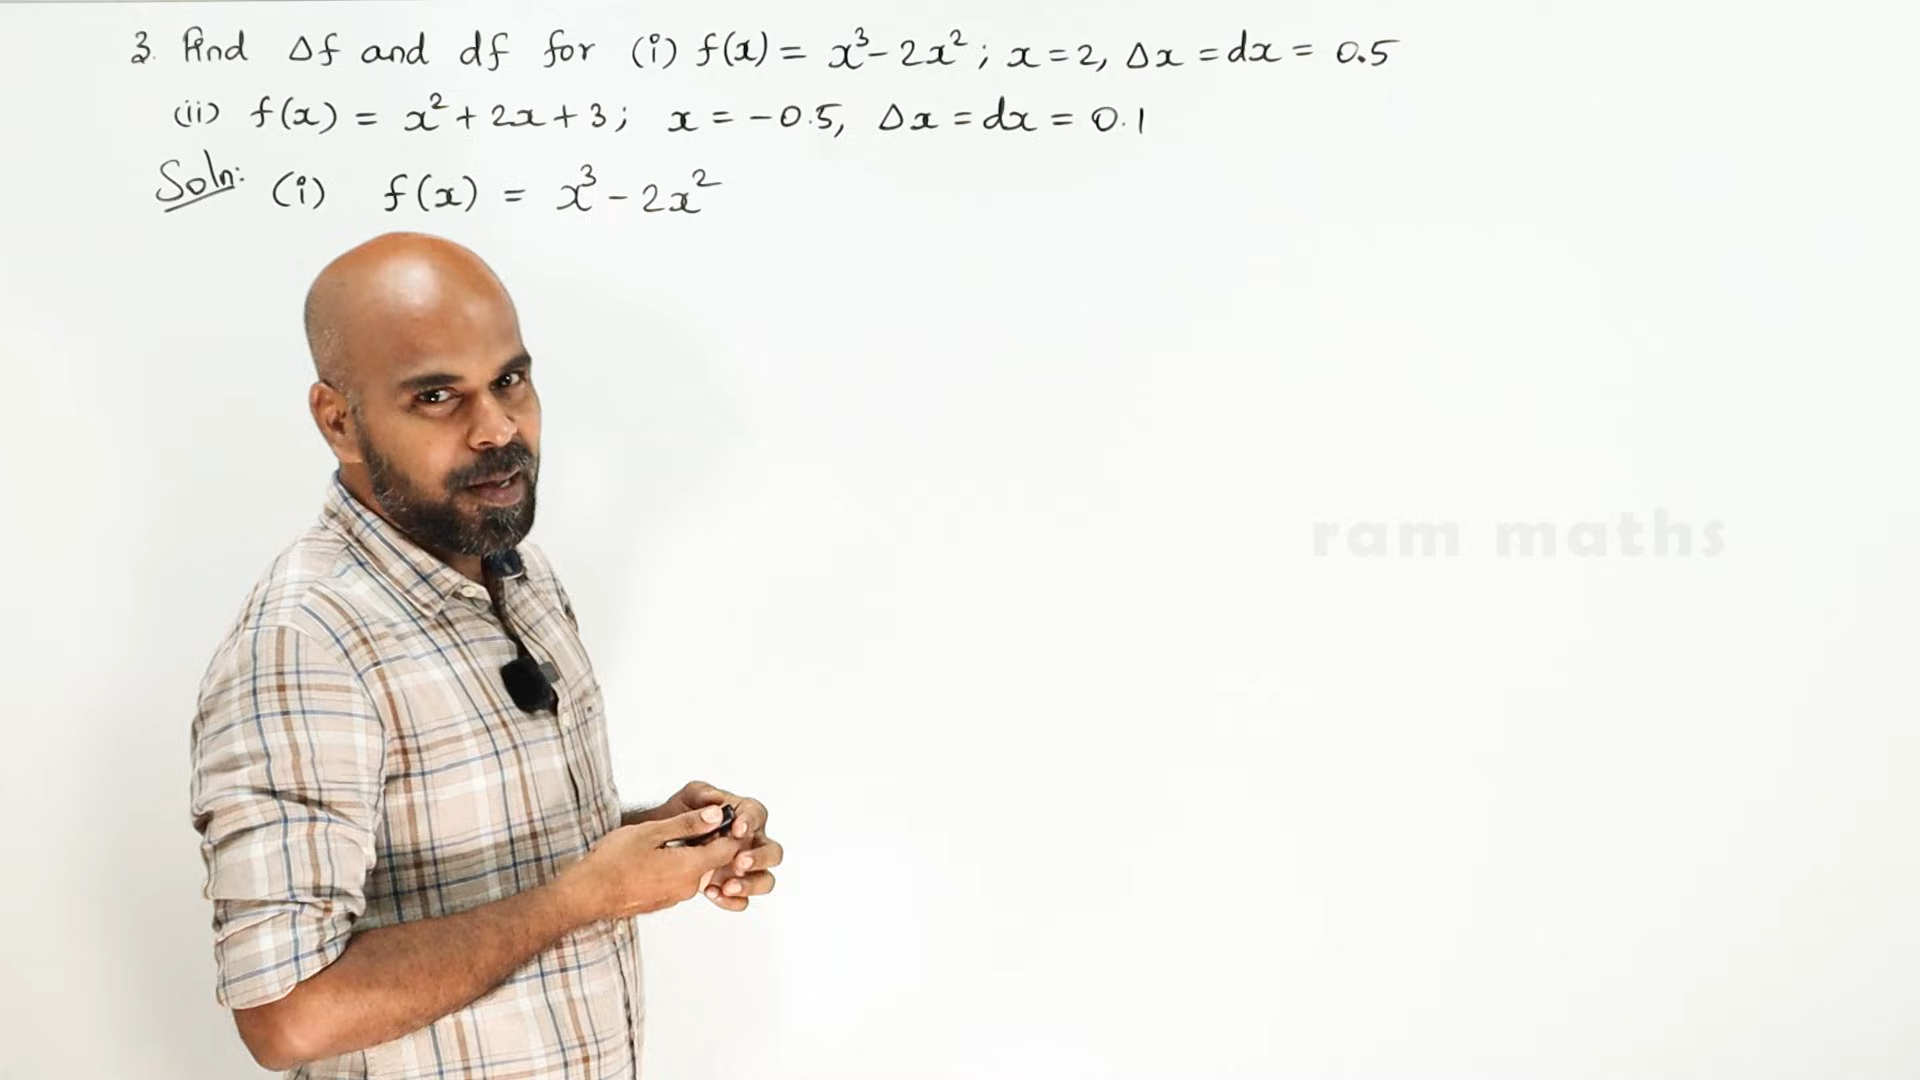 3. Find Δf and df for (i) f(x) = x³ - 2x² ; x = 2, Δx = dx = 0.5
(ii) f(x) = x² + 2x + 3 ; x = -0.5, Δx = dx = 0.1
Soln: (i) f(x) = x³ - 2x²
ram maths